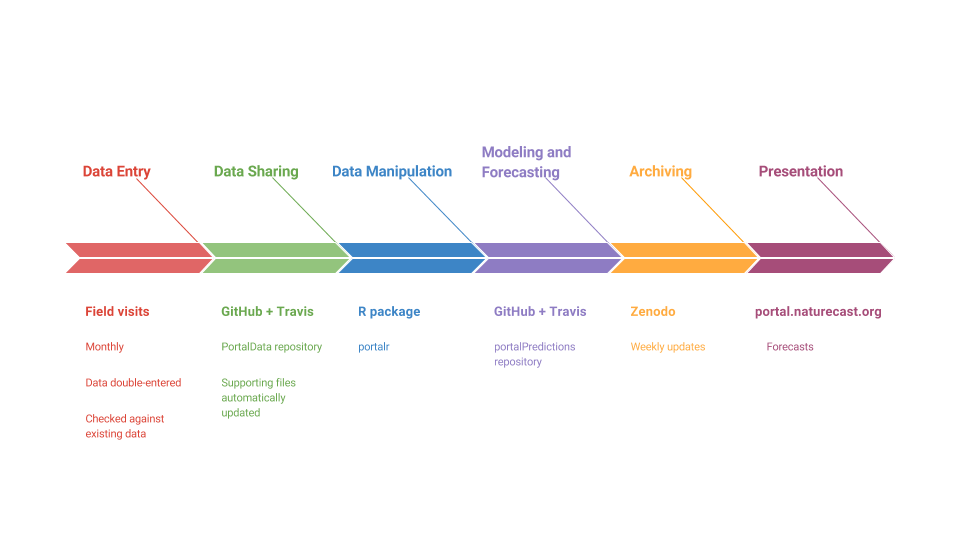 Data Entry
Data Sharing
Data Manipulation
Modeling and
Forecasting
Archiving
Presentation
Field visits
Monthly
Data double-entered
Checked against
existing data
GitHub + Travis
PortalData repository
Supporting files
automatically
updated
R package
portalr
GitHub + Travis
portalPredictions
repository
Zenodo
Weekly updates
portal.naturecast.org
Forecasts